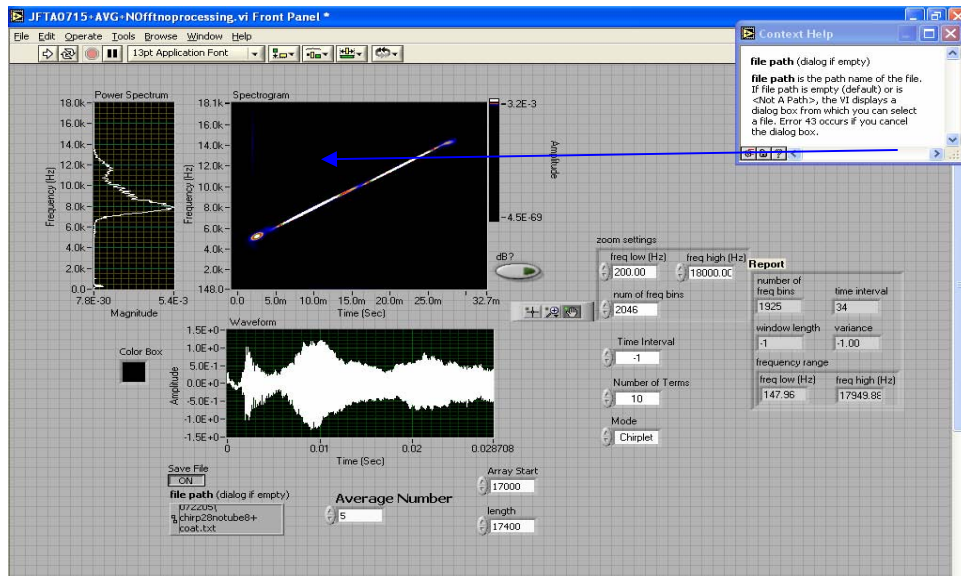 JFTA0715+AVG+NOfftnoprocessing.vi Front Panel *
File Edit Operate Tools Browse Window Help
13pt Application Font
Context Help
file path (dialog if empty)
file path is the path name of the file.
If file path is empty (default) or is
<Not A Path>, the VI displays a
dialog box from which you can select
a file. Error 43 occurs if you cancel
the dialog box.
?
Power Spectrum
18.0k
16.0k
14.0k
12.0k
10.0k
8.0k
6.0k
4.0k
2.0k
0.0
Frequency (Hz)
7.8E-30 5.4E-3
Magnitude
Spectrogram
18.1k
16.0k
14.0k
12.0k
10.0k
8.0k
6.0k
4.0k
2.0k
148.0
Frequency (Hz)
0.0 5.0m 10.0m 15.0m 20.0m 25.0m 32.7m
Time (Sec)
3.2E-3
4.5E-69
Amplitude
dB?
Waveform
1.5E+0
1.0E+0
5.0E-1
0.0E+0
-5.0E-1
-1.0E+0
-1.5E+0
Amplitude
0 0.01 0.02 0.028708
Time (Sec)
Color Box
zoom settings
freq low (Hz) freq high (Hz)
200.00 18000.0C
num of freq bins
2046
Time Interval
-1
Number of Terms
10
Mode
Chirplet
Report
number of
freq bins time interval
1925 34
window length variance
-1 -1.00
frequency range
freq low (Hz) freq high (Hz)
147.96 17949.8E
Save File
ON
file path (dialog if empty)
072205\
chirp28notube8+
coat.txt
Average Number
5
Array Start
17000
length
17400